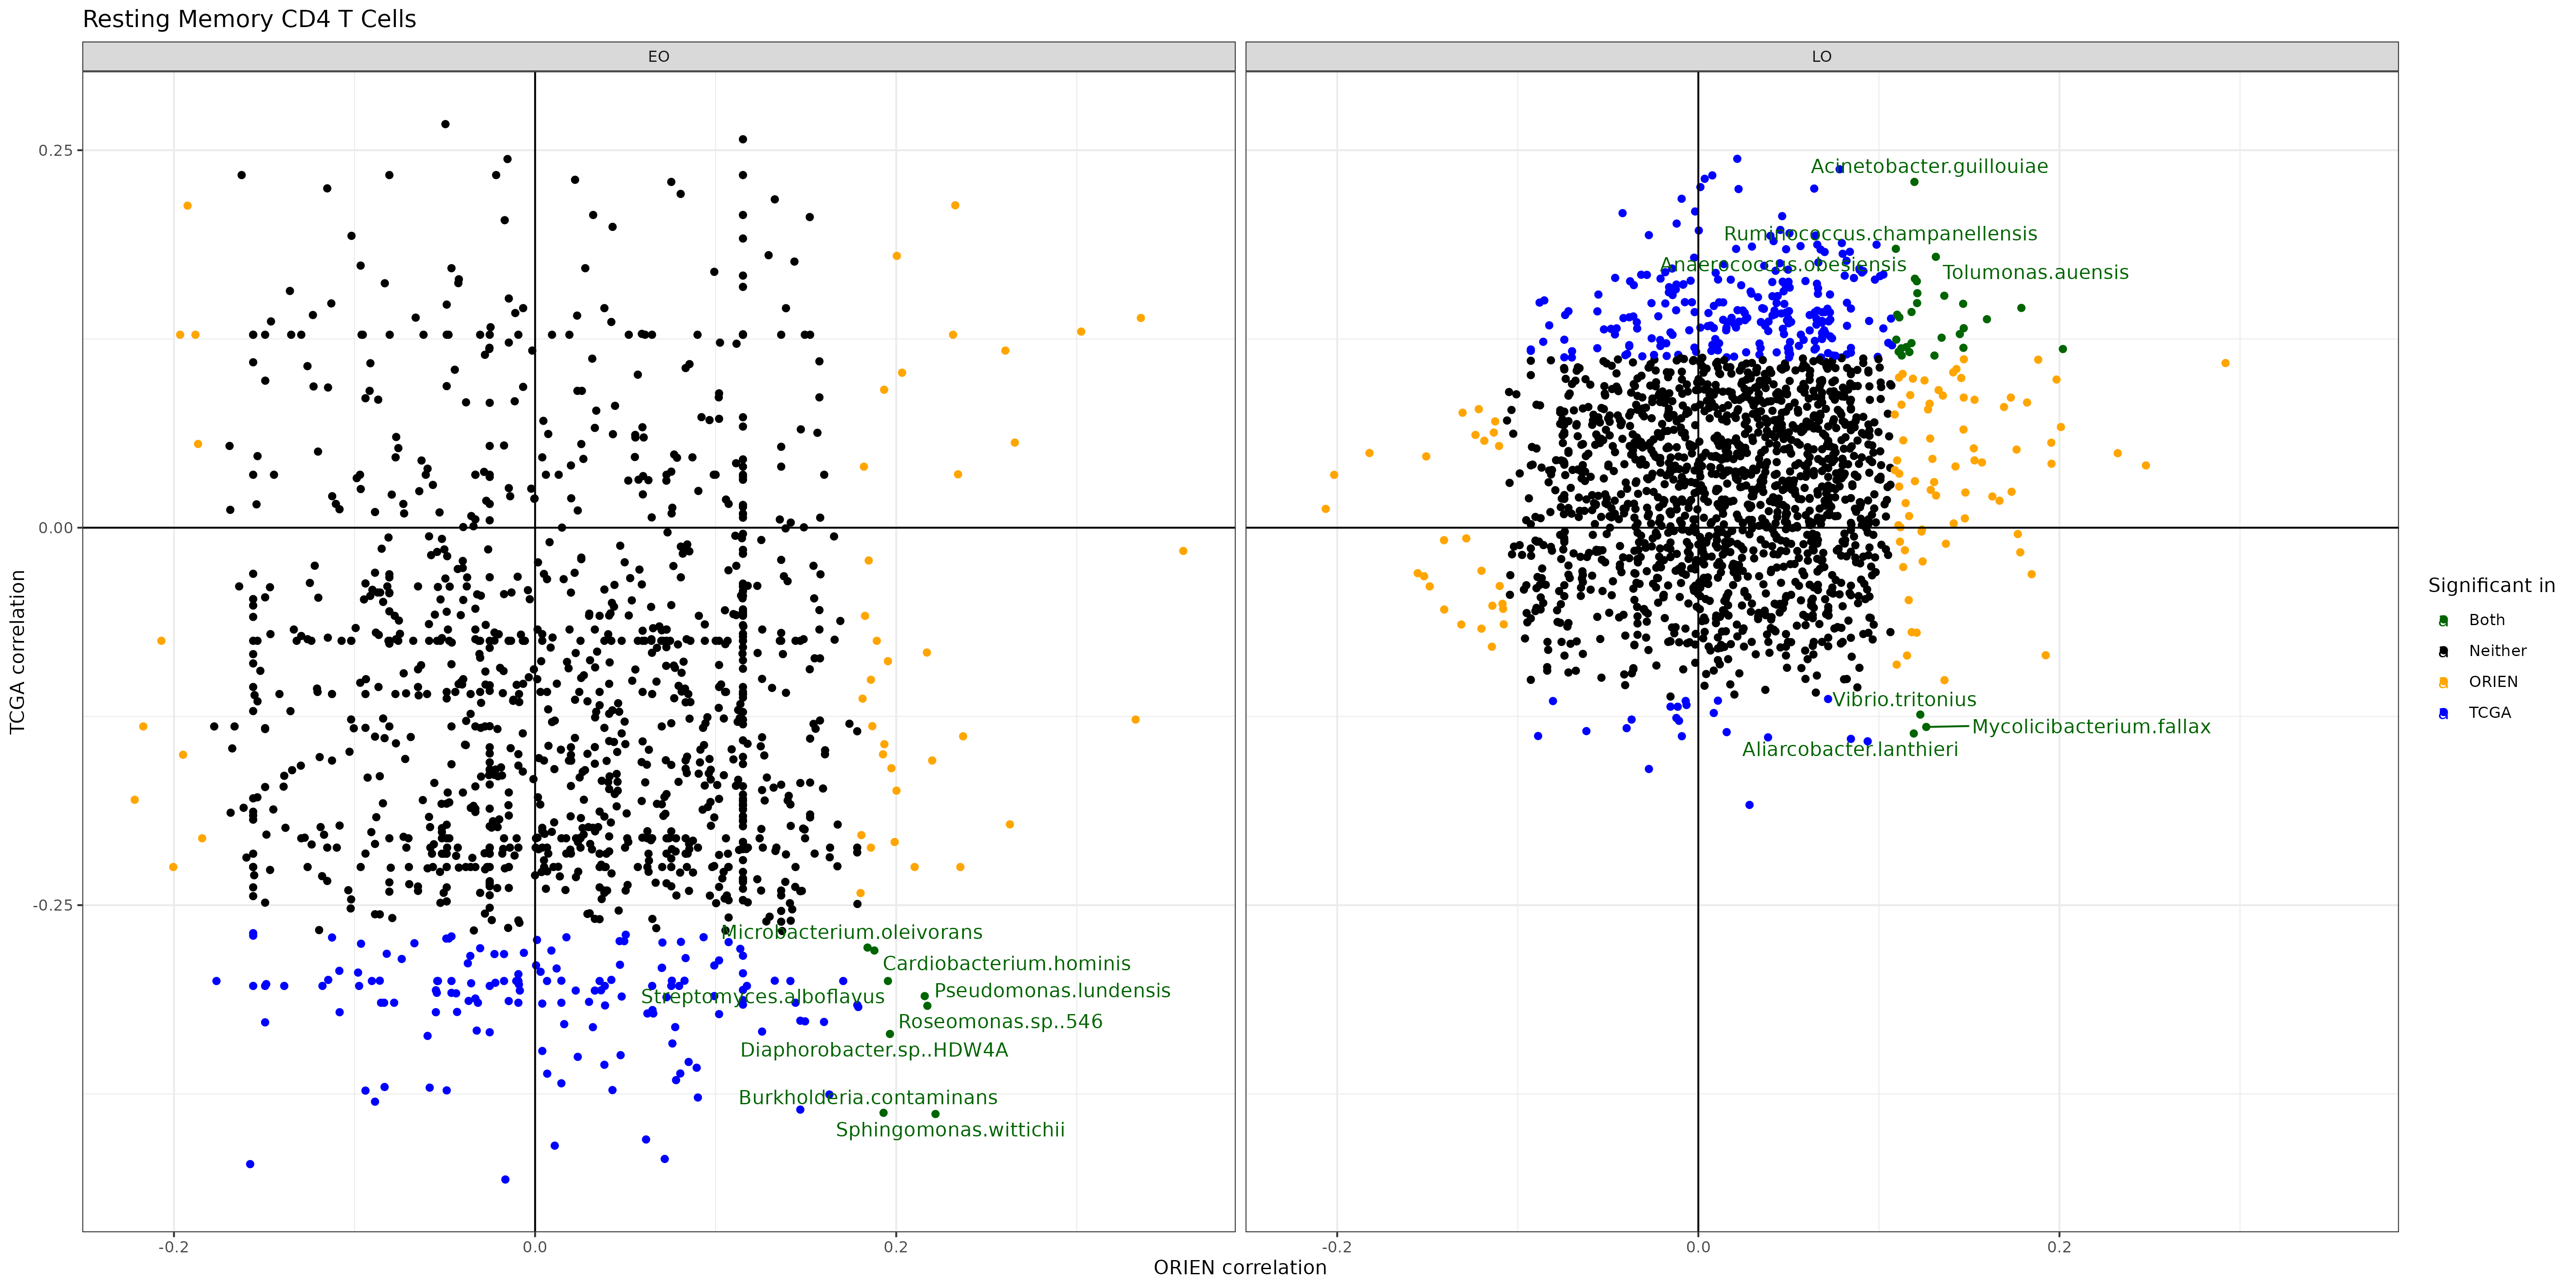 Resting Memory CD4 T Cells
EO
LO
TCGA correlation
0.25
0.00
-0.25
Microbacterium.oleivorans
Cardiobacterium.hominis
Streptomyces.alboflavus
Pseudomonas.lundensis
Roseomonas.sp..546
Diaphorobacter.sp..HDW4A
Burkholderia.contaminans
Sphingomonas.wittichii
Acinetobacter.guillouiae
Ruminococcus.champanellensis
Anaerococcus.obesiensis
Tolumonas.auensis
Vibrio.tritonius
Mycolicibacterium.fallax
Aliarcobacter.lanthieri
-0.2
0.0
0.2
-0.2
0.0
0.2
ORIEN correlation
Significant in
Both
Neither
ORIEN
TCGA